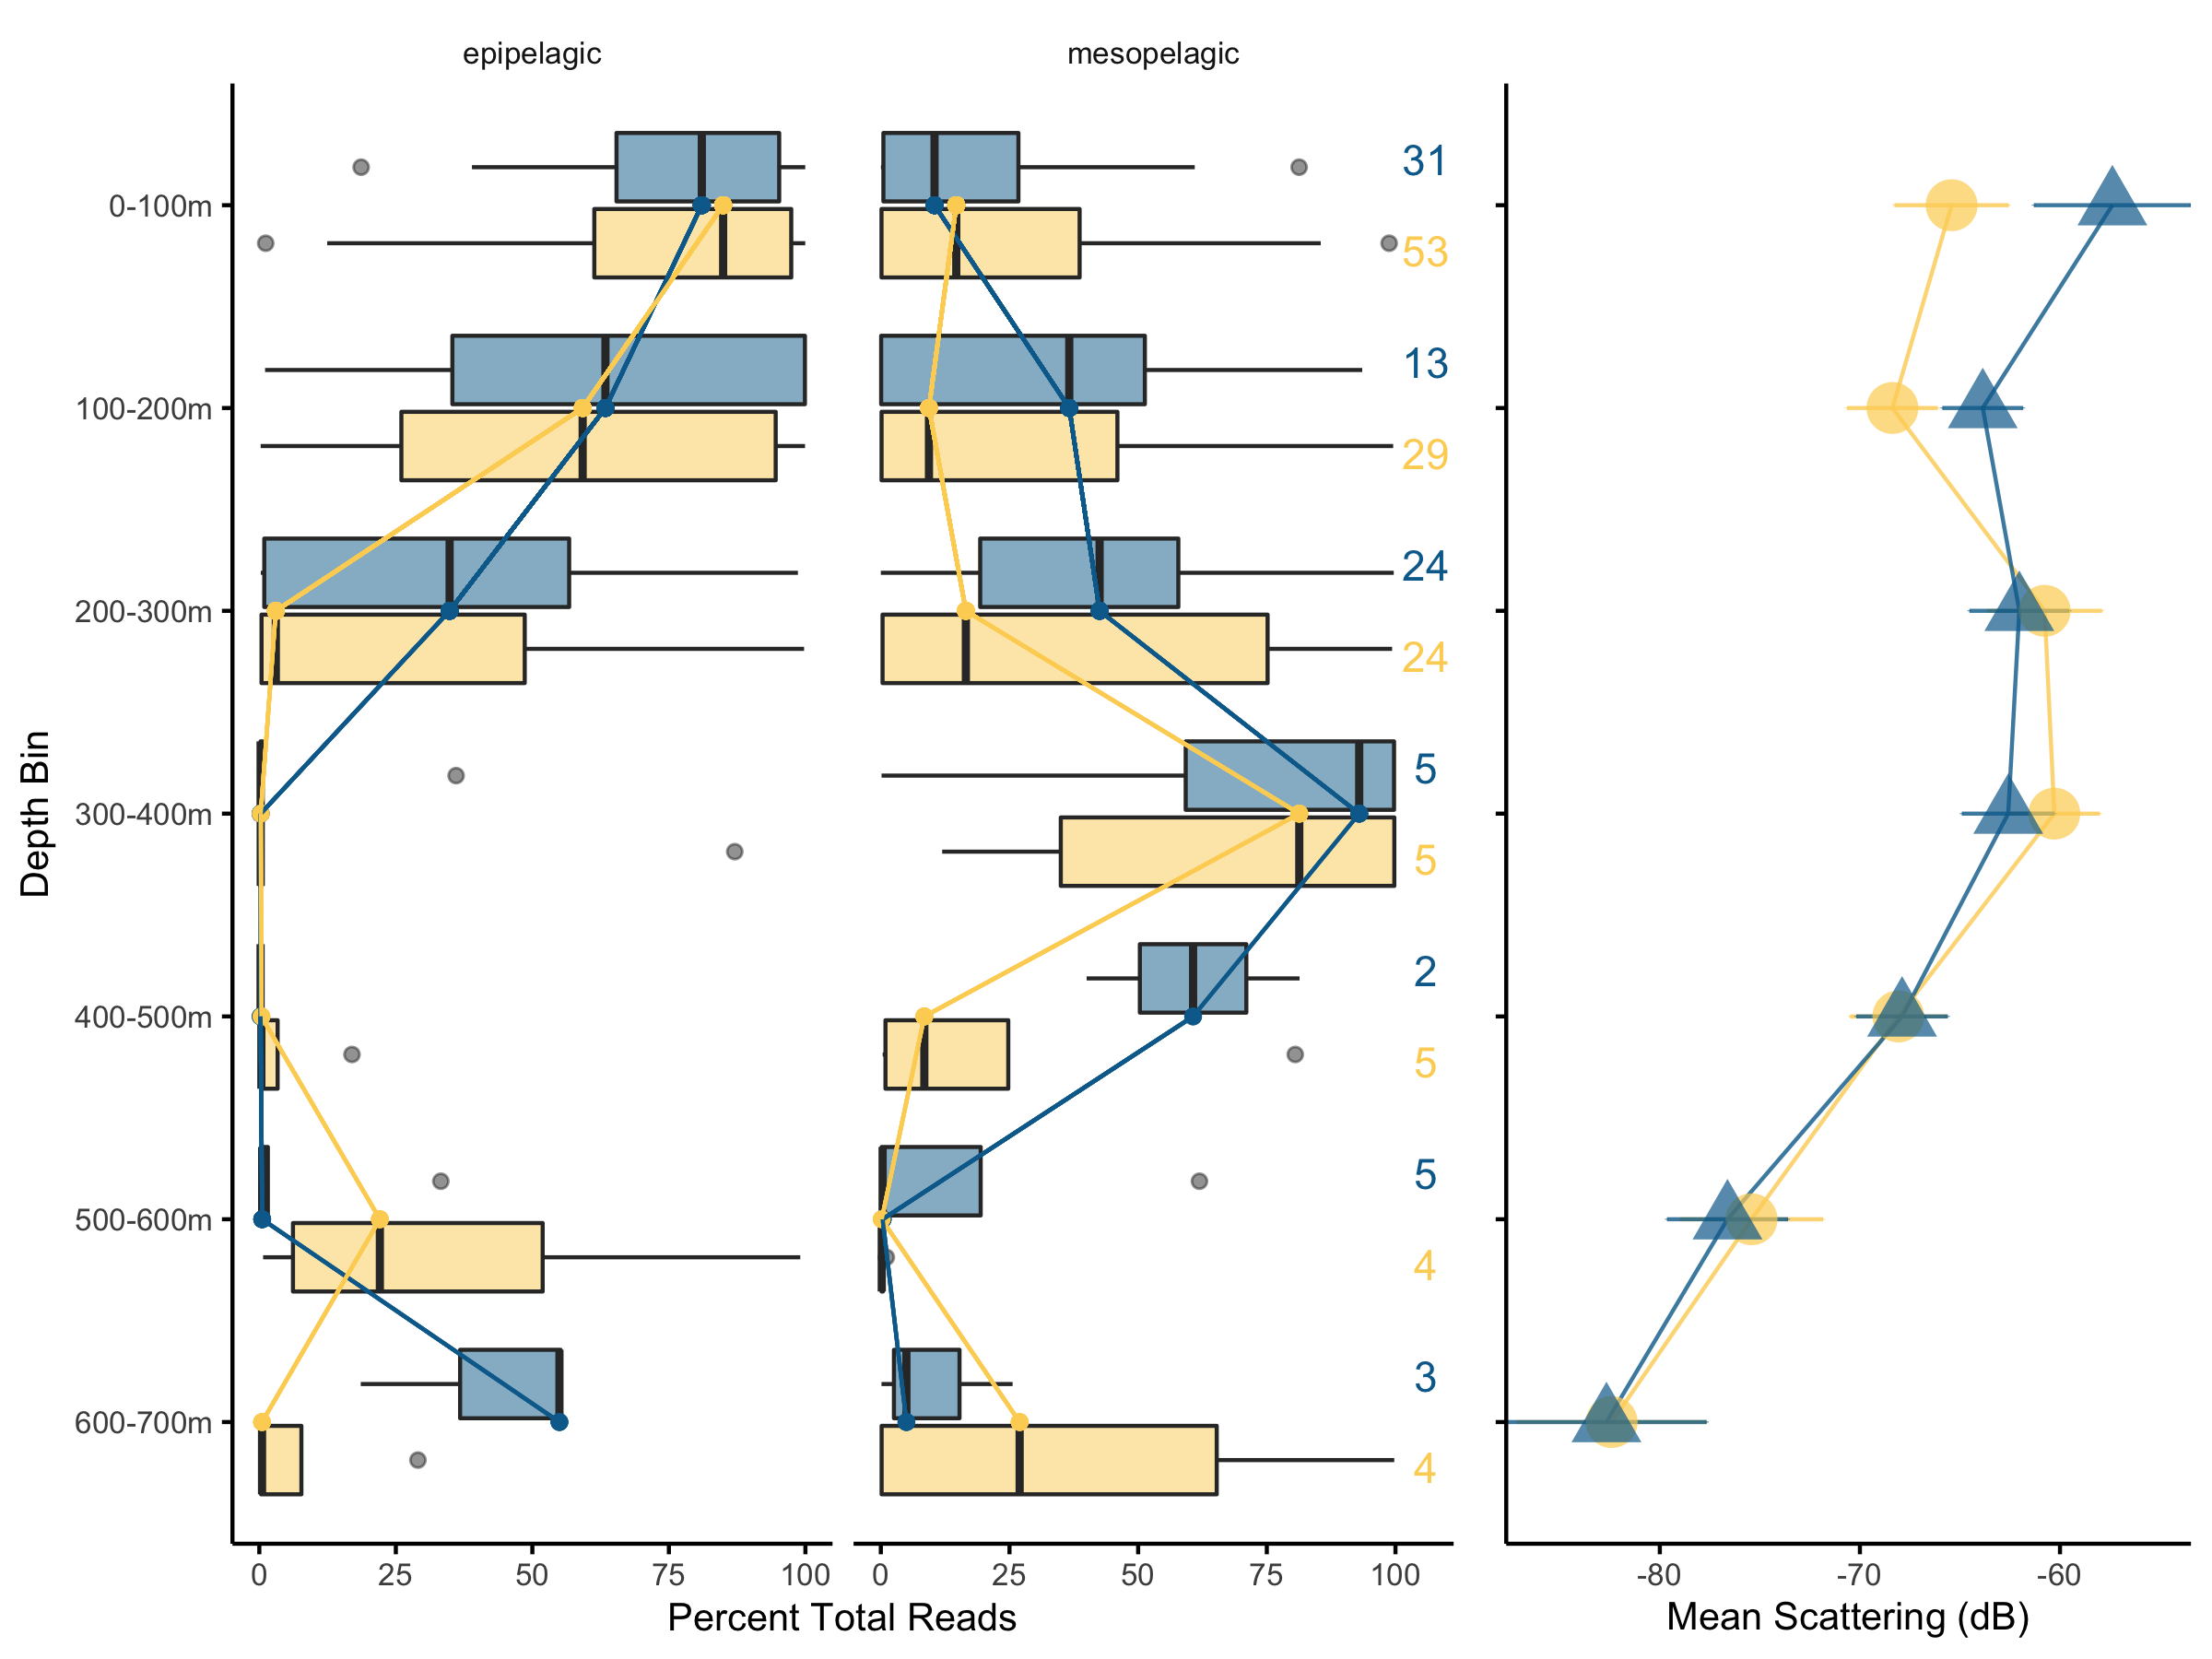 epipelagic mesopelagic
31
0-100m
53
13
100-200m
29
24
200-300m
24
5
300-400m
5
2
400-500m
5
5
500-600m
4
3
600-700m
4
Depth Bin
0 25 50 75 100 0 25 50 75 100 -80 -70 -60
Percent Total Reads Mean Scattering (dB)